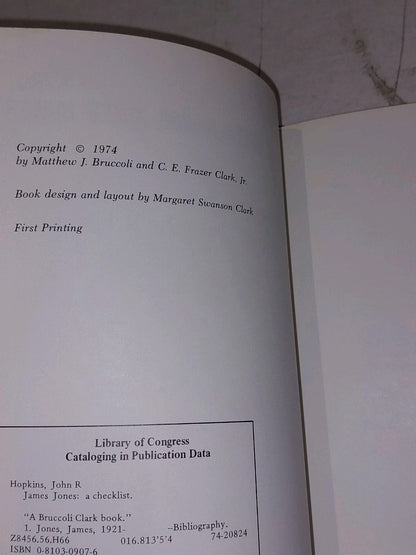 Copyright © 1974
by Matthew J. Bruccoli and C. E. Frazer Clark, Jr.
Book design and layout by Margaret Swanson Clark
First Printing
Library of Congress
Cataloging in Publication Data
Hopkins, John R
James Jones: a checklist.
"A Bruccoli Clark book."
1. Jones, James, 1921- --Bibliography.
Z8456.56.H66 016.813'5'4 74-20824
ISBN 0-8103-0907-6